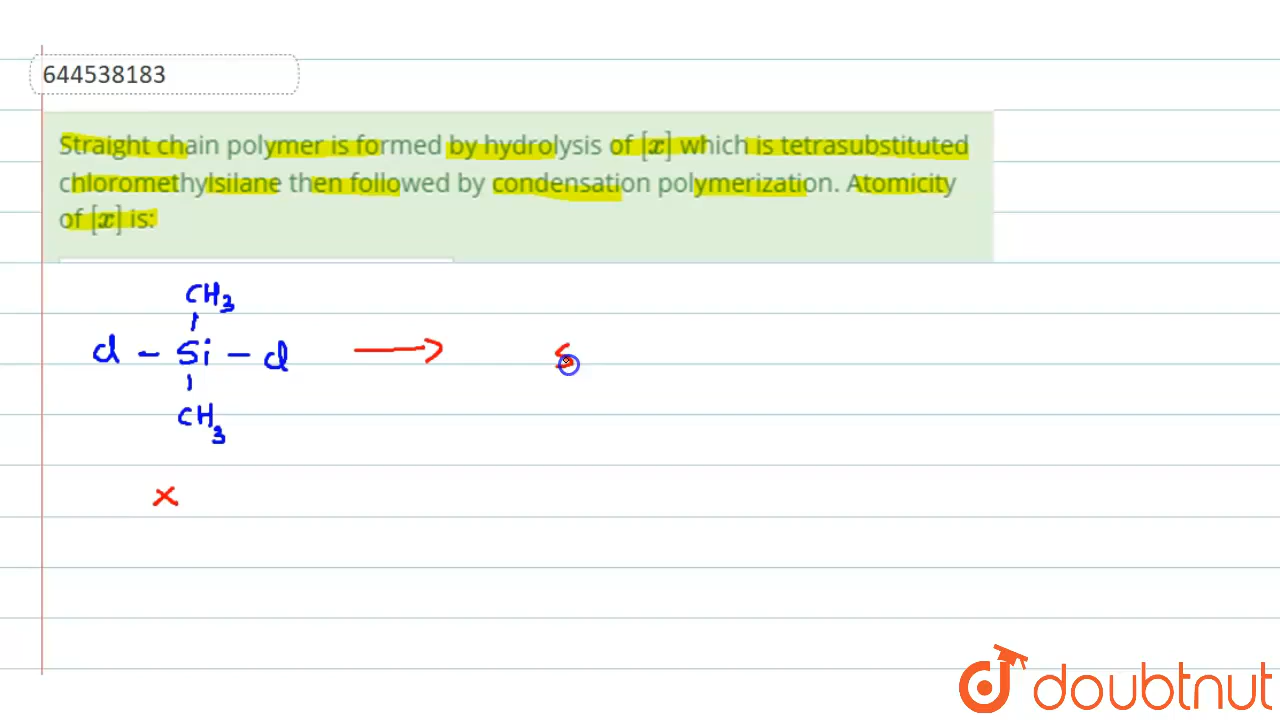 644538183
Straight chain polymer is formed by hydrolysis of [x] which is tetrasubstituted
chloromethylsilane then followed by condensation polymerization. Atomicity
of [x] is:
CH3
Cl - Si - Cl → S
CH3
X
doubtnut